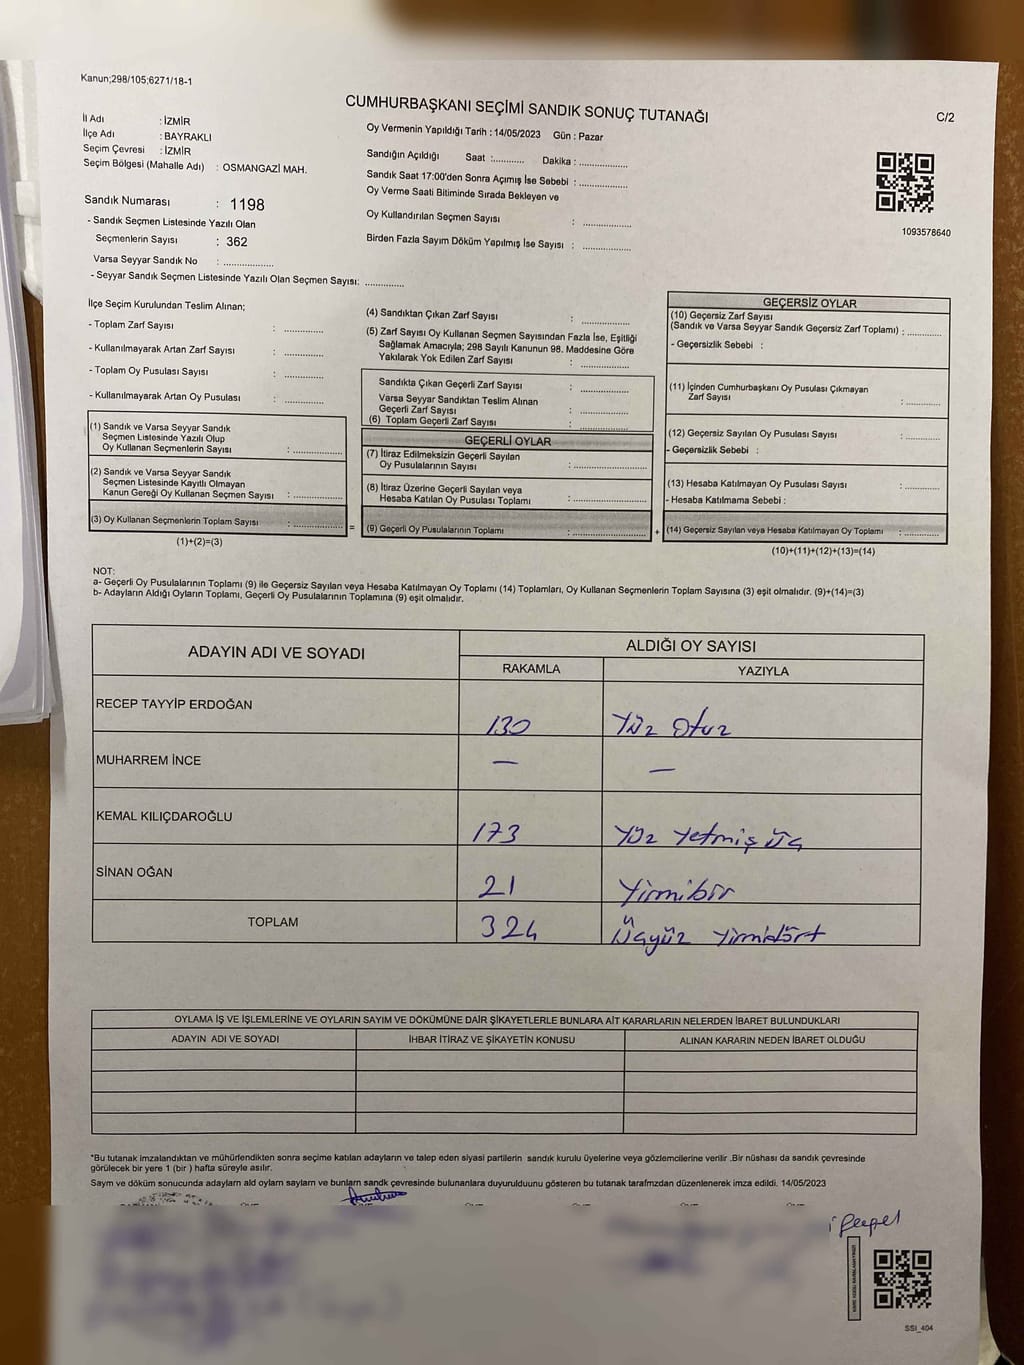 Kanun;298/105;6271/18-1
CUMHURBAŞKANI SEÇİMİ SANDIK SONUÇ TUTANAĞI
C/2
İl Adı : İZMİR
İlçe Adı : BAYRAKLI
Seçim Çevresi : İZMİR
Seçim Bölgesi (Mahalle Adı) : OSMANGAZİ MAH.
Sandık Numarası : 1198
- Sandık Seçmen Listesinde Yazılı Olan
Seçmenlerin Sayısı : 362
Varsa Seyyar Sandık No : ..................
- Seyyar Sandık Seçmen Listesinde Yazılı Olan Seçmen Sayısı: ..............
Oy Vermenin Yapıldığı Tarih : 14/05/2023 Gün : Pazar
Sandığın Açıldığı Saat :........... Dakika : .................
Sandık Saat 17:00'den Sonra Açımış İse Sebebi : .................
Oy Verme Saati Bitiminde Sırada Bekleyen ve
Oy Kullandırılan Seçmen Sayısı : .................
Birden Fazla Sayım Döküm Yapılmış İse Sayısı : .................
1093578640
İlçe Seçim Kurulundan Teslim Alınan;
- Toplam Zarf Sayısı : ..............
- Kullanılmayarak Artan Zarf Sayısı : ..............
- Toplam Oy Pusulası Sayısı : ..............
- Kullanılmayarak Artan Oy Pusulası : ..............
(1) Sandık ve Varsa Seyyar Sandık
Seçmen Listesinde Yazılı Olup
Oy Kullanan Seçmenlerin Sayısı : .................
(2) Sandık ve Varsa Seyyar Sandık
Seçmen Listesinde Kayıtlı Olmayan
Kanun Gereği Oy Kullanan Seçmen Sayısı : .................
(3) Oy Kullanan Seçmenlerin Toplam Sayısı : .................
(1)+(2)=(3)
=
(4) Sandıktan Çıkan Zarf Sayısı : .................
(5) Zarf Sayısı Oy Kullanan Seçmen Sayısından Fazla İse, Eşitliği
Sağlamak Amacıyla; 298 Sayılı Kanunun 98. Maddesine Göre
Yakılarak Yok Edilen Zarf Sayısı : .................
Sandıkta Çıkan Geçerli Zarf Sayısı : .................
Varsa Seyyar Sandıktan Teslim Alınan
Geçerli Zarf Sayısı : .................
(6) Toplam Geçerli Zarf Sayısı : .................
GEÇERLİ OYLAR
(7) İtiraz Edilmeksizin Geçerli Sayılan
Oy Pusulalarının Sayısı : .................
(8) İtiraz Üzerine Geçerli Sayılan veya
Hesaba Katılan Oy Pusulası Toplamı : .................
(9) Geçerli Oy Pusulalarının Toplamı : .................
+
GEÇERSİZ OYLAR
(10) Geçersiz Zarf Sayısı
(Sandık ve Varsa Seyyar Sandık Geçersiz Zarf Toplamı) : ............
- Geçersizlik Sebebi :
(11) İçinden Cumhurbaşkanı Oy Pusulası Çıkmayan
Zarf Sayısı : ............
(12) Geçersiz Sayılan Oy Pusulası Sayısı : ............
- Geçersizlik Sebebi :
(13) Hesaba Katılmayan Oy Pusulası Sayısı : ............
- Hesaba Katılmama Sebebi :
(14) Geçersiz Sayılan veya Hesaba Katılmayan Oy Toplamı : ............
(10)+(11)+(12)+(13)=(14)
NOT:
a- Geçerli Oy Pusulalarının Toplamı (9) ile Geçersiz Sayılan veya Hesaba Katılmayan Oy Toplamı (14) Toplamları, Oy Kullanan Seçmenlerin Toplam Sayısına (3) eşit olmalıdır. (9)+(14)=(3)
b- Adayların Aldığı Oyların Toplamı, Geçerli Oy Pusulalarının Toplamına (9) eşit olmalıdır.
ADAYIN ADI VE SOYADI
ALDIĞI OY SAYISI
RAKAMLA YAZIYLA
RECEP TAYYİP ERDOĞAN 130 Yüz Otuz
MUHARREM İNCE — —
KEMAL KILIÇDAROĞLU 173 Yüz Yetmiş Üç
SİNAN OĞAN 21 Yirmibir
TOPLAM 324 Üçyüz Yirmidört
OYLAMA İŞ VE İŞLEMLERİNE VE OYLARIN SAYIM VE DÖKÜMÜNE DAİR ŞİKAYETLERLE BUNLARA AİT KARARLARIN NELERDEN İBARET BULUNDUKLARI
ADAYIN ADI VE SOYADI İHBAR İTİRAZ VE ŞİKAYETİN KONUSU ALINAN KARARIN NEDEN İBARET OLDUĞU
*Bu tutanak imzalandıktan ve mühürlendikten sonra seçime katılan adayların ve talep eden siyasi partilerin sandık kurulu üyelerine veya gözlemcilerine verilir .Bir nüshası da sandık çevresinde
görülecek bir yere 1 (bir ) hafta süreyle asılır.
Sayım ve döküm sonucunda adayların ald oyların sayların ve bunların sandk çevresinde bulunanlara duyurulduunu gösteren bu tutanak tarafmzdan düzenlenerek imza edildi. 14/05/2023
SSI_404